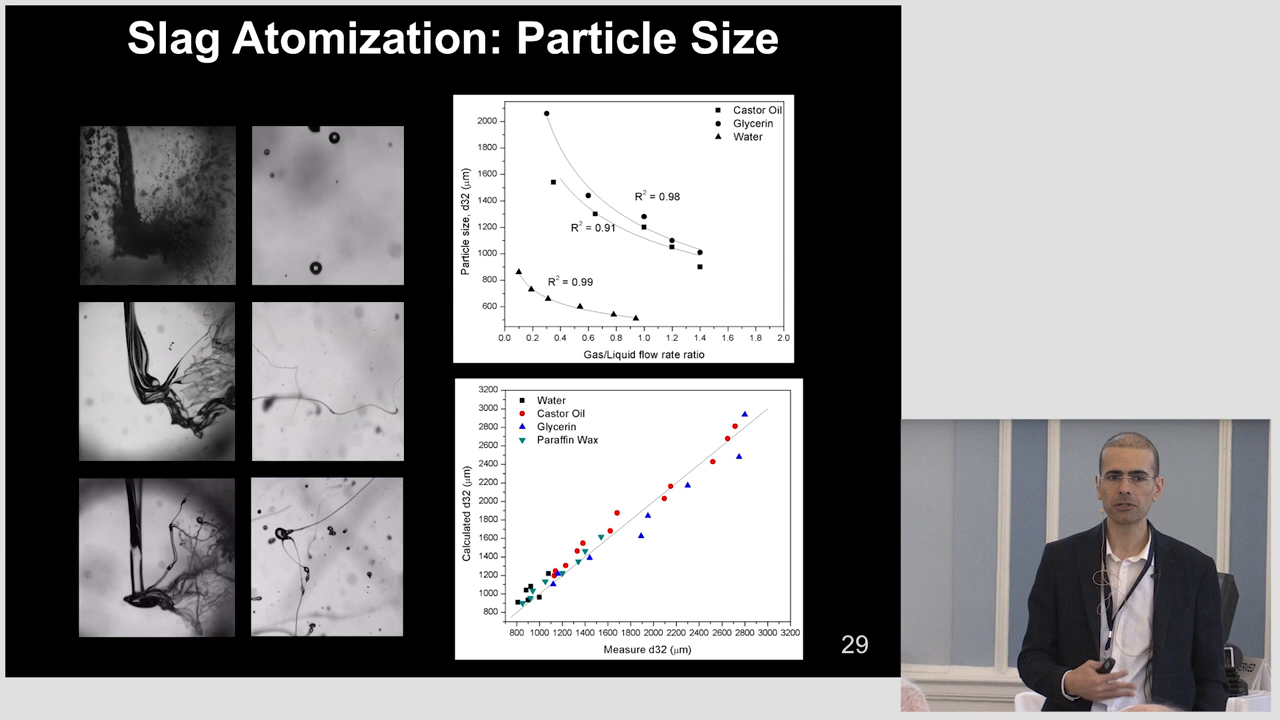 Slag Atomization: Particle Size
Castor Oil
Glycerin
Water
2000
1800
1600
1400
1200
1000
800
600
Particle size, d32 (μm)
R² = 0.98
R² = 0.91
R² = 0.99
0.0 0.2 0.4 0.6 0.8 1.0 1.2 1.4 1.6 1.8 2.0
Gas/Liquid flow rate ratio
Water
Castor Oil
Glycerin
Paraffin Wax
3200
3000
2800
2600
2400
2200
2000
1800
1600
1400
1200
1000
800
Calculated d32 (μm)
800 1000 1200 1400 1600 1800 2000 2200 2400 2600 2800 3000 3200
Measure d32 (μm)
29